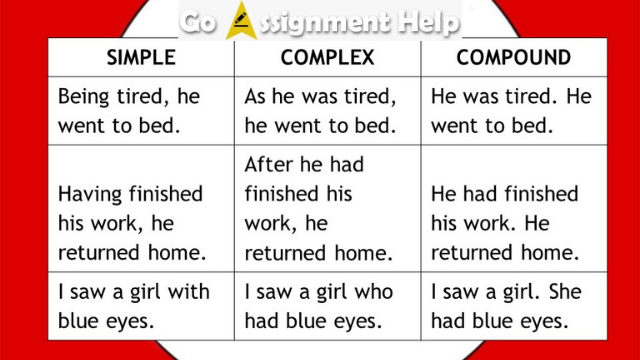 Go Assignment Help
SIMPLE COMPLEX COMPOUND
Being tired, he
went to bed.
As he was tired,
he went to bed.
He was tired. He
went to bed.
Having finished
his work, he
returned home.
After he had
finished his
work, he
returned home.
He had finished
his work. He
returned home.
I saw a girl with
blue eyes.
I saw a girl who
had blue eyes.
I saw a girl. She
had blue eyes.